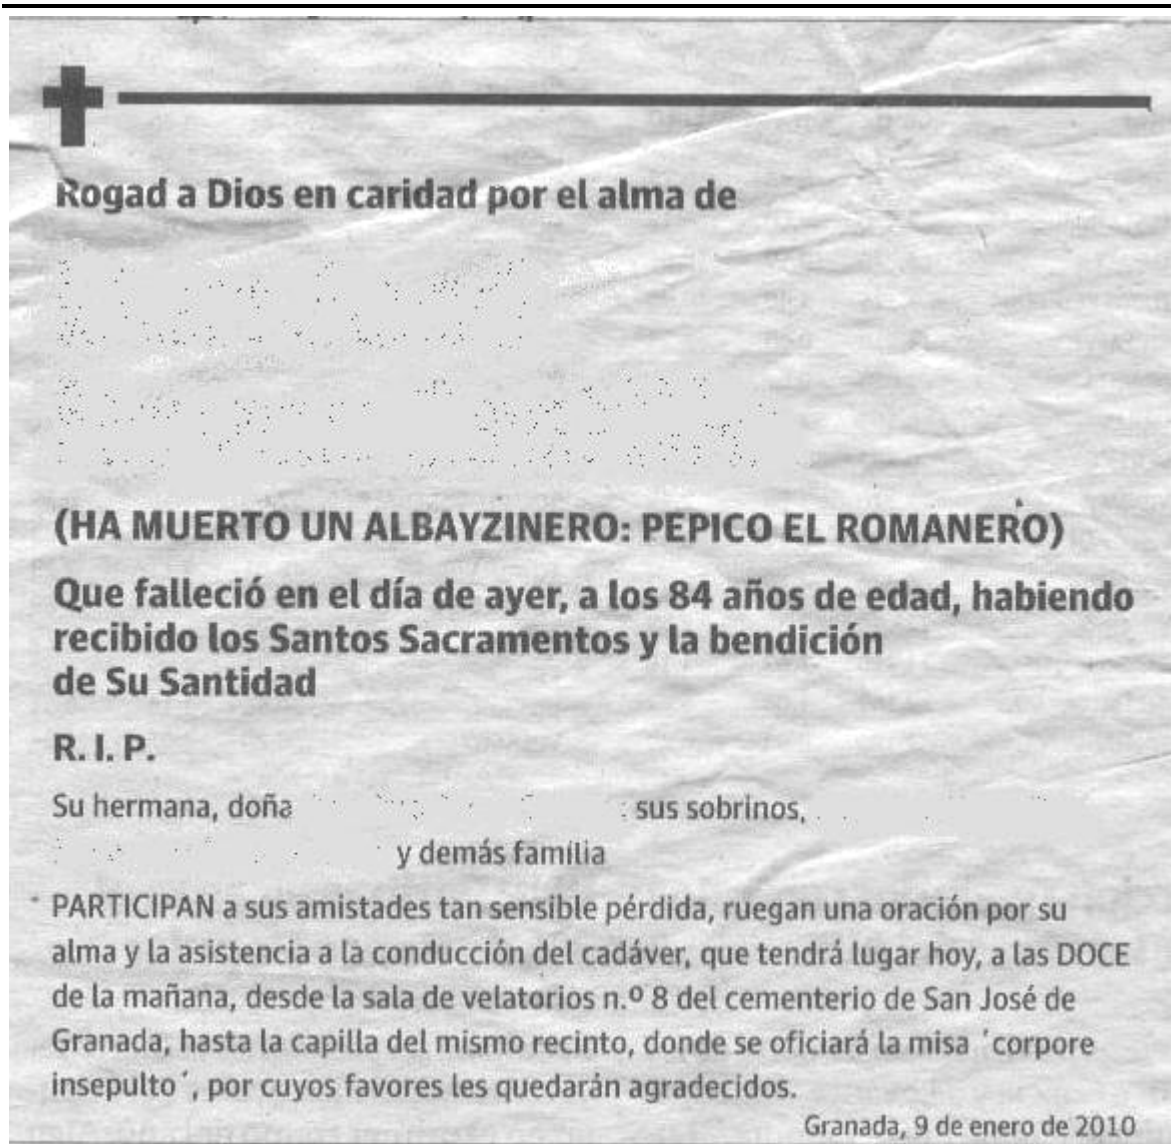 Rogad a Dios en caridad por el alma de
(HA MUERTO UN ALBAYZINERO: PEPICO EL ROMANERO)
Que falleció en el día de ayer, a los 84 años de edad, habiendo
recibido los Santos Sacramentos y la bendición
de Su Santidad
R. I. P.
Su hermana, doña sus sobrinos,
y demás familia
PARTICIPAN a sus amistades tan sensible pérdida, ruegan una oración por su
alma y la asistencia a la conducción del cadáver, que tendrá lugar hoy, a las DOCE
de la mañana, desde la sala de velatorios n.º 8 del cementerio de San José de
Granada, hasta la capilla del mismo recinto, donde se oficiará la misa ´corpore
insepulto´, por cuyos favores les quedarán agradecidos.
Granada, 9 de enero de 2010